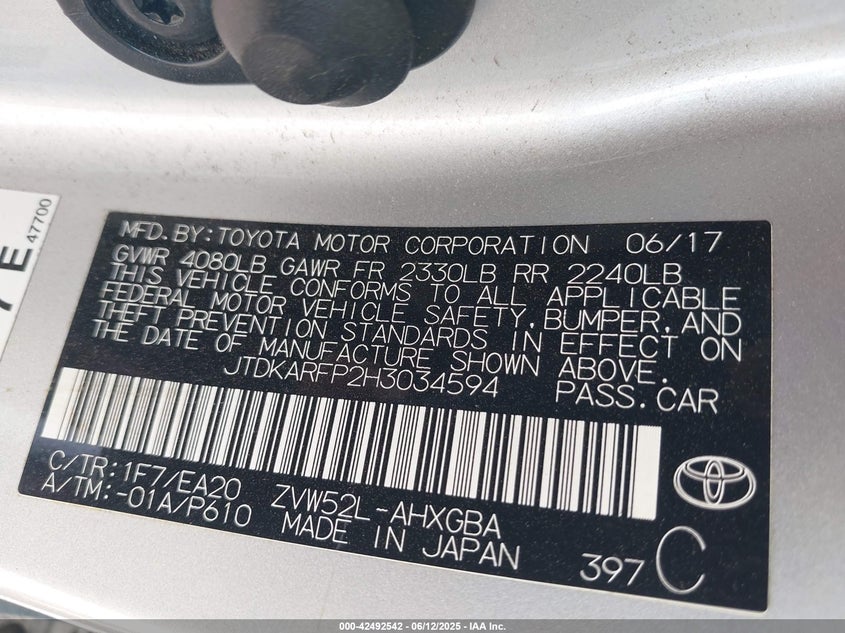 7 E
47700
MFD.BY:TOYOTA MOTOR CORPORATION 06/17
GVWR 4080LB GAWR FR 2330LB RR 2240LB
THIS VEHICLE CONFORMS TO ALL APPLICABLE
FEDERAL MOTOR VEHICLE SAFETY,BUMPER,AND
THEFT PREVENTION STANDARDS IN EFFECT ON
THE DATE OF MANUFACTURE SHOWN ABOVE.
JTDKARFP2H3034594 PASS.CAR
C/TR:1F7/EA20 ZVW52L-AHXGBA
A/TM:-01A/P610 MADE IN JAPAN
397 C
000-42492542 - 06/12/2025 - IAA Inc.